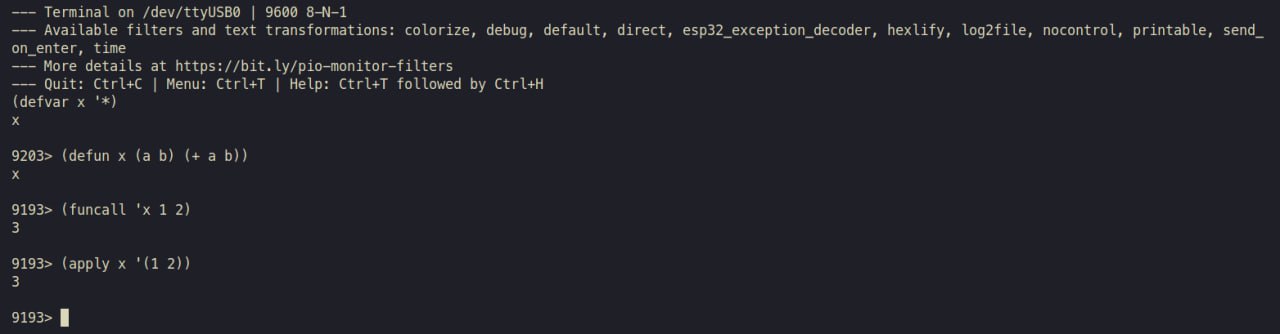 --- Terminal on /dev/ttyUSB0 | 9600 8-N-1
--- Available filters and text transformations: colorize, debug, default, direct, esp32_exception_decoder, hexlify, log2file, nocontrol, printable, send_
on_enter, time
--- More details at https://bit.ly/pio-monitor-filters
--- Quit: Ctrl+C | Menu: Ctrl+T | Help: Ctrl+T followed by Ctrl+H
(defvar x '*)
x
9203> (defun x (a b) (+ a b))
x
9193> (funcall 'x 1 2)
3
9193> (apply x '(1 2))
3
9193>